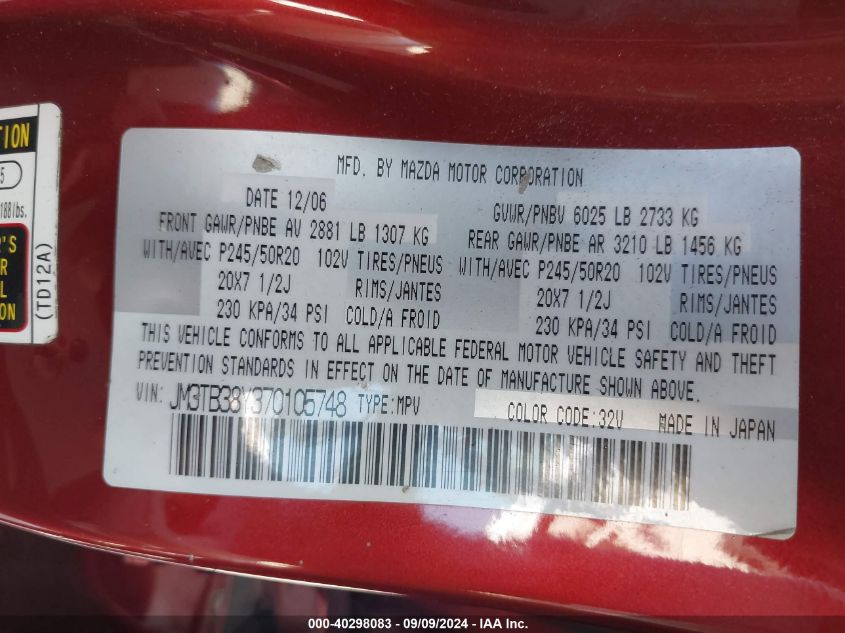 TION
5
188 lbs.
'S
R
L
ON
(TD12A)
MFD. BY MAZDA MOTOR CORPORATION
DATE 12/06 GVWR/PNBV 6025 LB 2733 KG
FRONT GAWR/PNBE AV 2881 LB 1307 KG REAR GAWR/PNBE AR 3210 LB 1456 KG
WITH/AVEC P245/50R20 102V TIRES/PNEUS WITH/AVEC P245/50R20 102V TIRES/PNEUS
20X7 1/2J RIMS/JANTES 20X7 1/2J RIMS/JANTES
230 KPA/34 PSI COLD/A FROID 230 KPA/34 PSI COLD/A FROID
THIS VEHICLE CONFORMS TO ALL APPLICABLE FEDERAL MOTOR VEHICLE SAFETY AND THEFT
PREVENTION STANDARDS IN EFFECT ON THE DATE OF MANUFACTURE SHOWN ABOVE.
VIN: JM3TB38Y370105748 TYPE:MPV COLOR CODE:32V MADE IN JAPAN
000-40298083 - 09/09/2024 - IAA Inc.